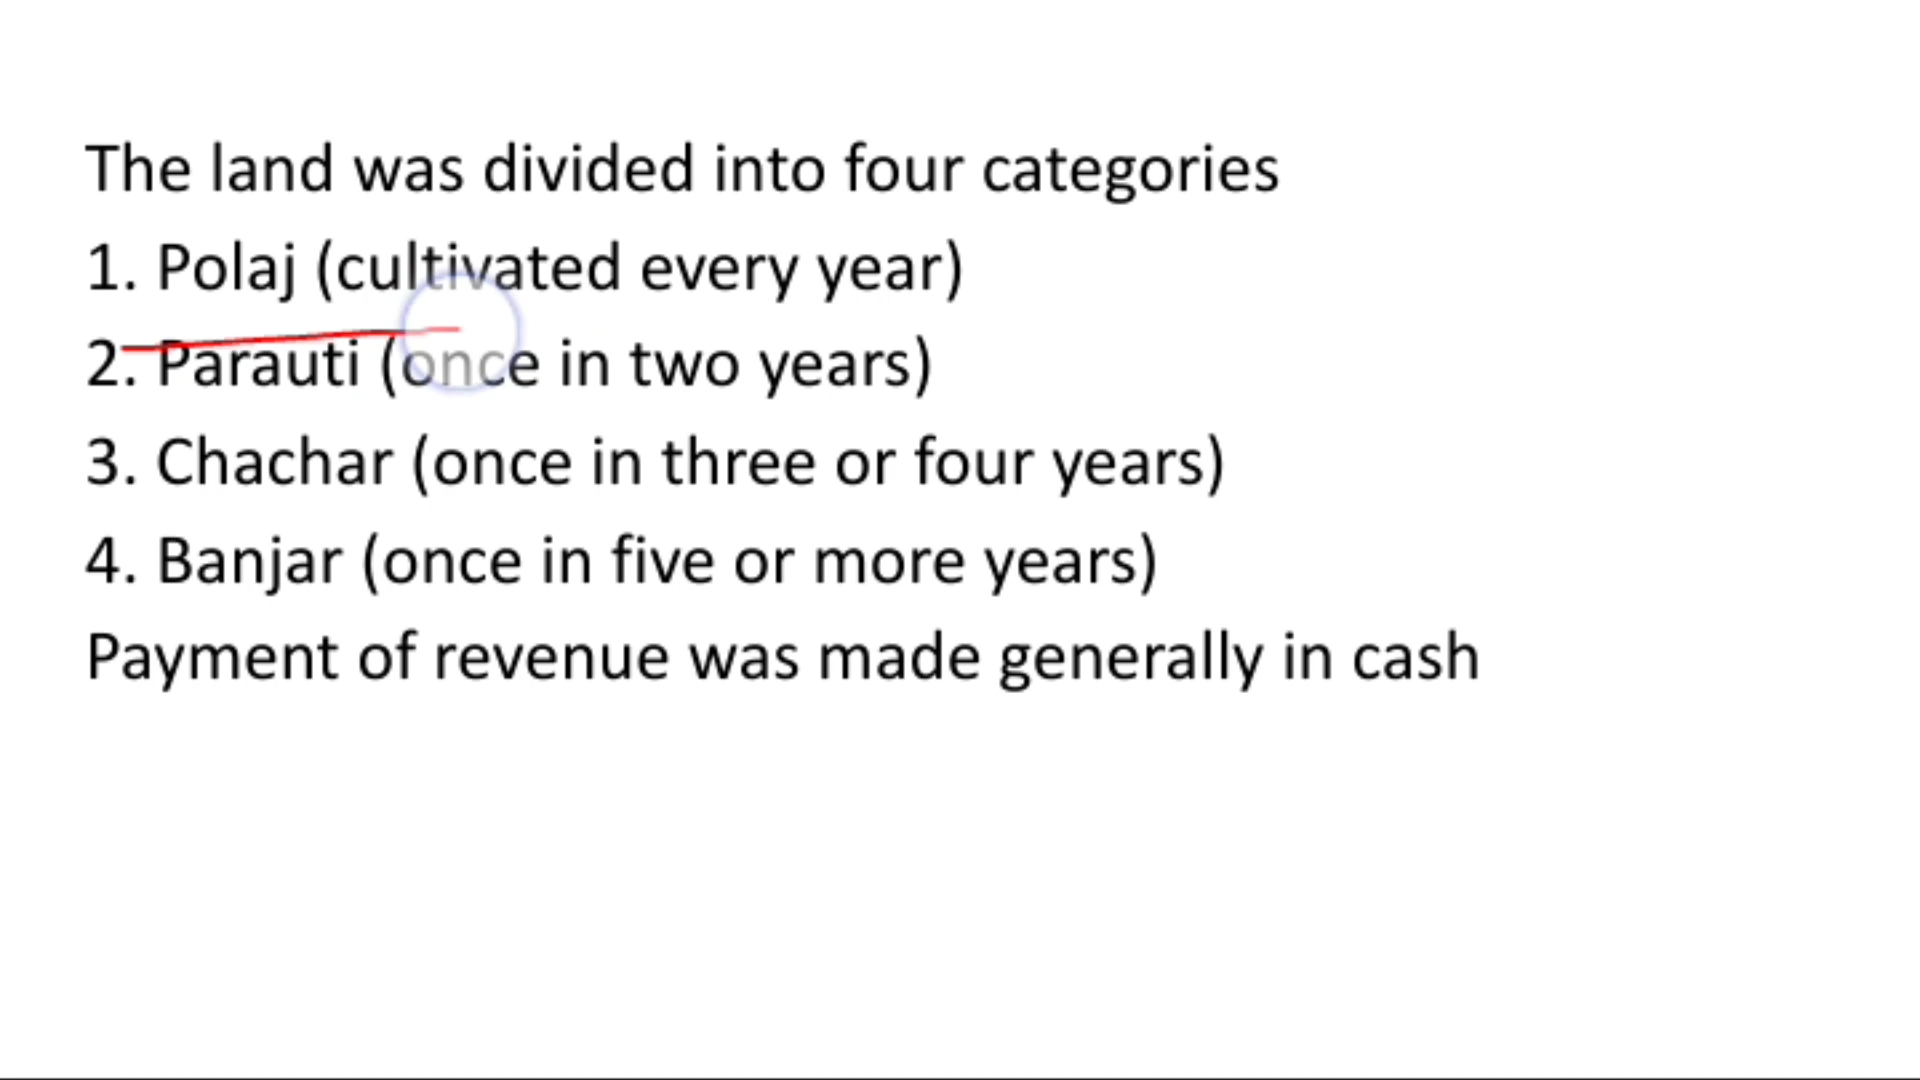 The land was divided into four categories
1. Polaj (cultivated every year)
2. Parauti (once in two years)
3. Chachar (once in three or four years)
4. Banjar (once in five or more years)
Payment of revenue was made generally in cash